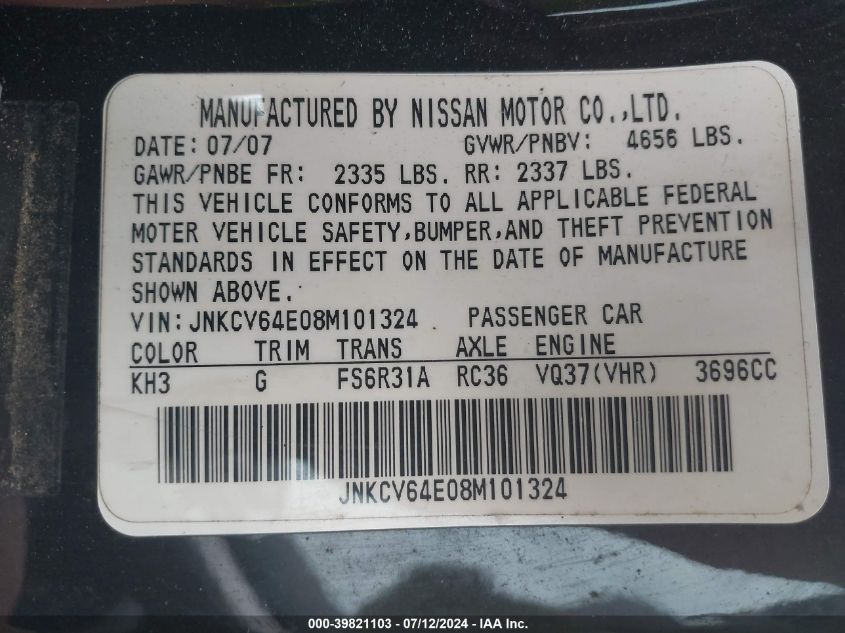 MANUFACTURED BY NISSAN MOTOR CO.,LTD.
DATE: 07/07 GVWR/PNBV: 4656 LBS.
GAWR/PNBE FR: 2335 LBS. RR: 2337 LBS.
THIS VEHICLE CONFORMS TO ALL APPLICABLE FEDERAL
MOTER VEHICLE SAFETY,BUMPER,AND THEFT PREVENTION
STANDARDS IN EFFECT ON THE DATE OF MANUFACTURE
SHOWN ABOVE.
VIN: JNKCV64E08M101324 PASSENGER CAR
COLOR TRIM TRANS AXLE ENGINE
KH3 G FS6R31A RC36 VQ37(VHR) 3696CC
JNKCV64E08M101324
000-39821103 - 07/12/2024 - IAA Inc.